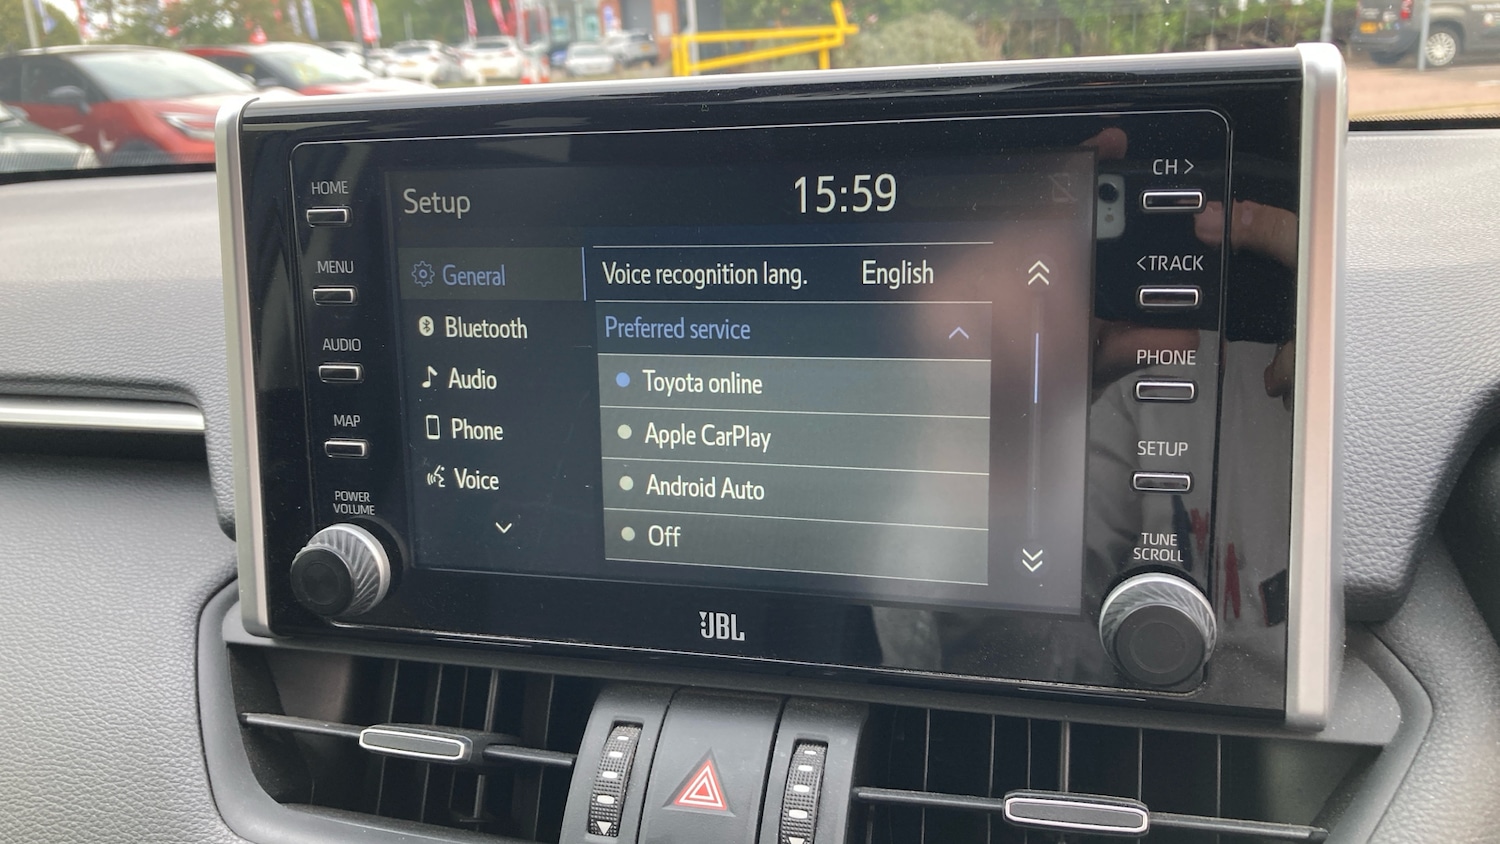 HOME
MENU
AUDIO
MAP
POWER
VOLUME
Setup
15:59
General
Bluetooth
Audio
Phone
Voice
Voice recognition lang. English
Preferred service
Toyota online
Apple CarPlay
Android Auto
Off
JBL
CH >
<TRACK
PHONE
SETUP
TUNE
SCROLL